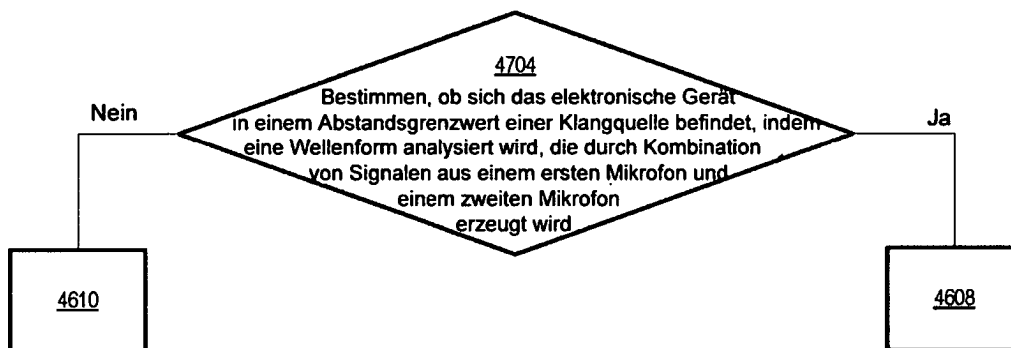 4704
Bestimmen, ob sich das elektronische Gerät
in einem Abstandsgrenzwert einer Klangquelle befindet, indem
eine Wellenform analysiert wird, die durch Kombination
von Signalen aus einem ersten Mikrofon und
einem zweiten Mikrofon
erzeugt wird
Nein
Ja
4610
4608